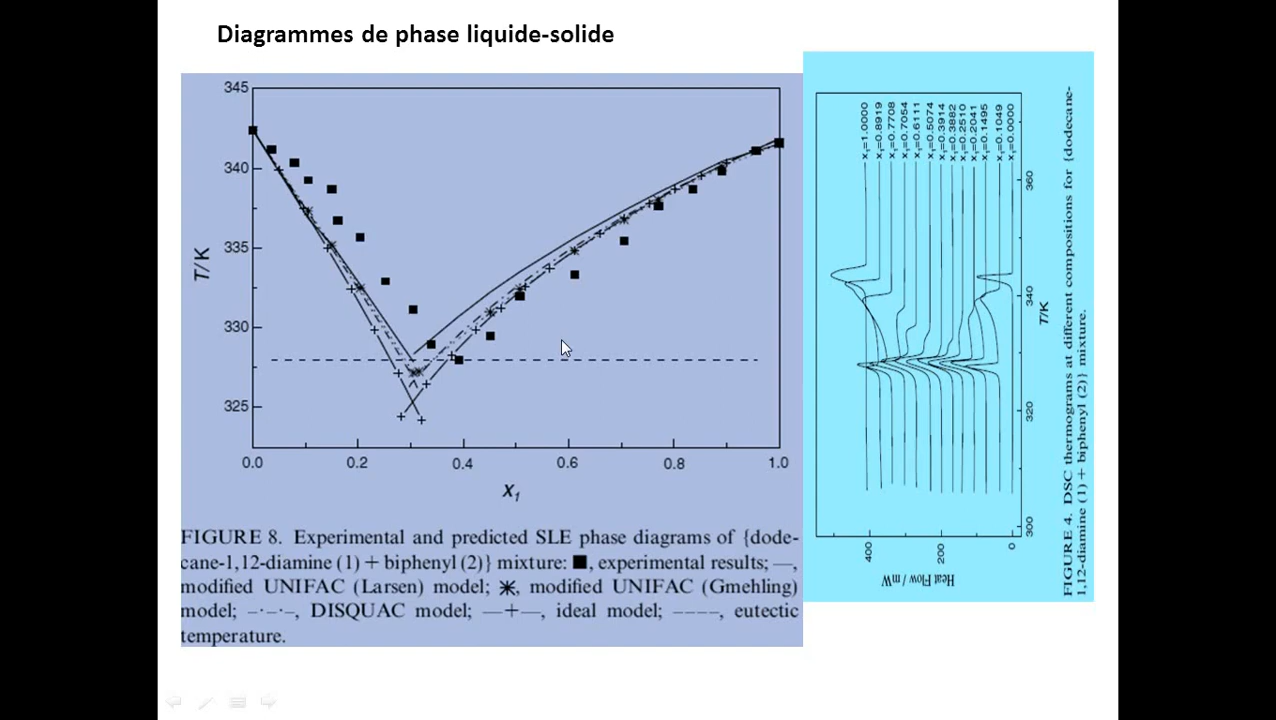 Diagrammes de phase liquide-solide
345
340
335
330
325
T/K
0.0 0.2 0.4 0.6 0.8 1.0
x1
FIGURE 8. Experimental and predicted SLE phase diagrams of {dode-
cane-1,12-diamine (1) + biphenyl (2)} mixture: ■, experimental results; —,
modified UNIFAC (Larsen) model; ✳, modified UNIFAC (Gmehling)
model; –·–·–, DISQUAC model; —+—, ideal model; ––––, eutectic
temperature.
x1=1.0000
x1=0.8919
x1=0.7708
x1=0.7054
x1=0.6111
x1=0.5074
x1=0.3914
x1=0.3882
x1=0.2510
x1=0.2041
x1=0.1495
x1=0.1049
x1=0.0000
400 200 0
Heat Flow / mW
300 320 340 360
T/K
FIGURE 4. DSC thermograms at different compositions for {dodecane-
1,12-diamine (1) + biphenyl (2)} mixture.